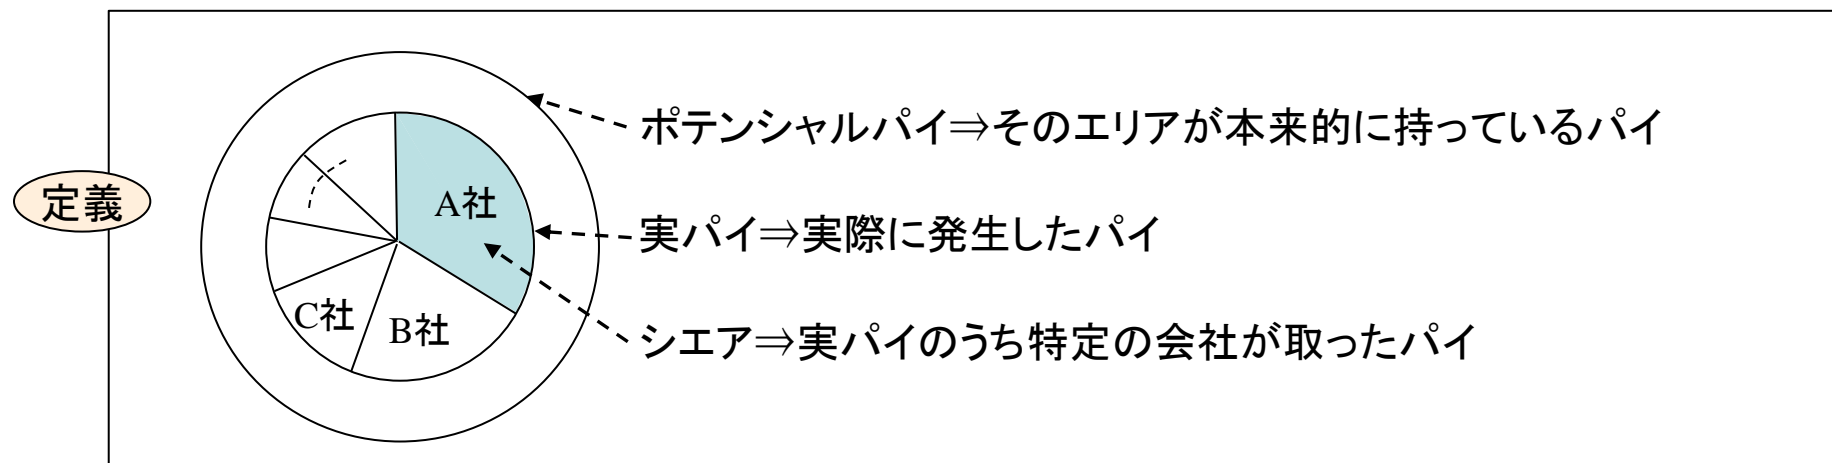 ポテンシャルパイ⇒そのエリアが本来的に持っているパイ
定義
A社
実パイ⇒実際に発生したパイ
C社
B社
シエア⇒実パイのうち特定の会社が取ったパイ